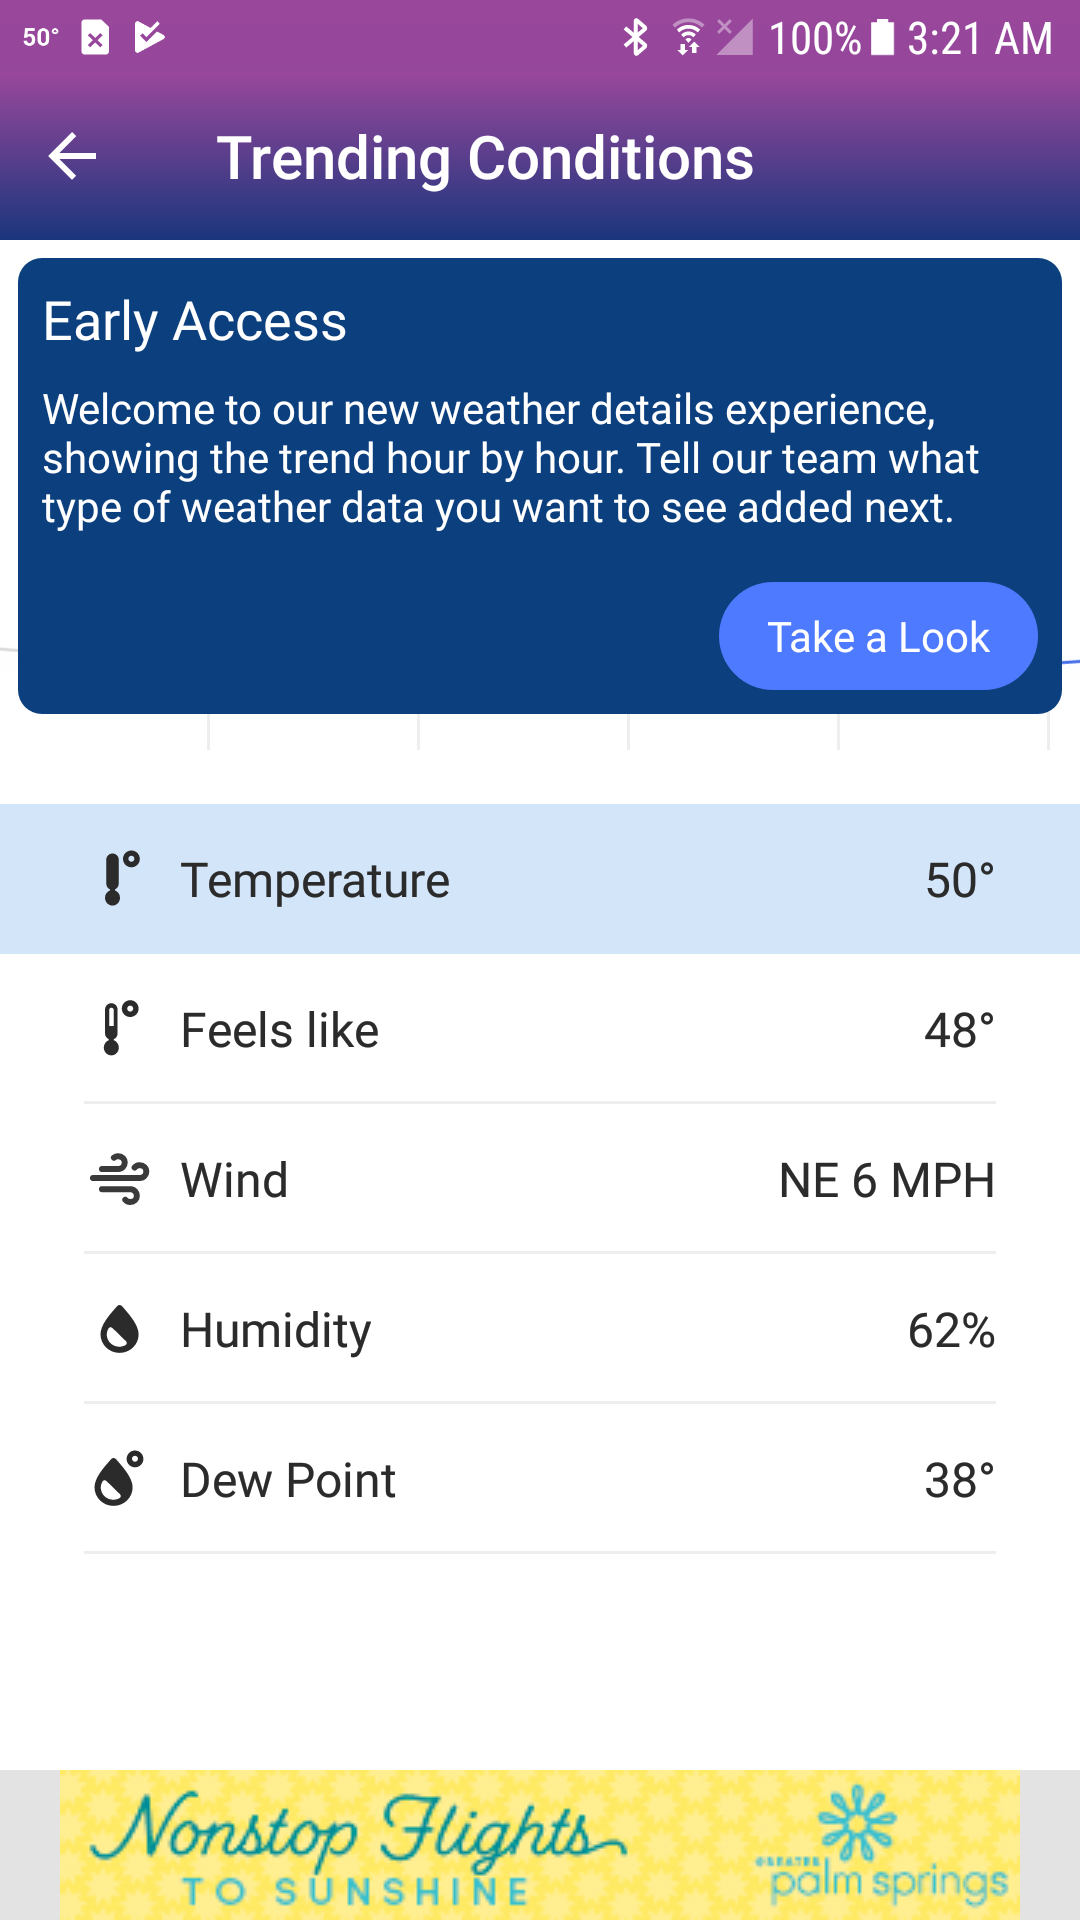 50° 100% 3:21 AM
Trending Conditions
Early Access
Welcome to our new weather details experience,
showing the trend hour by hour. Tell our team what
type of weather data you want to see added next.
Take a Look
Temperature 50°
Feels like 48°
Wind NE 6 MPH
Humidity 62%
Dew Point 38°
Nonstop Flights
TO SUNSHINE
GREATER
palm springs